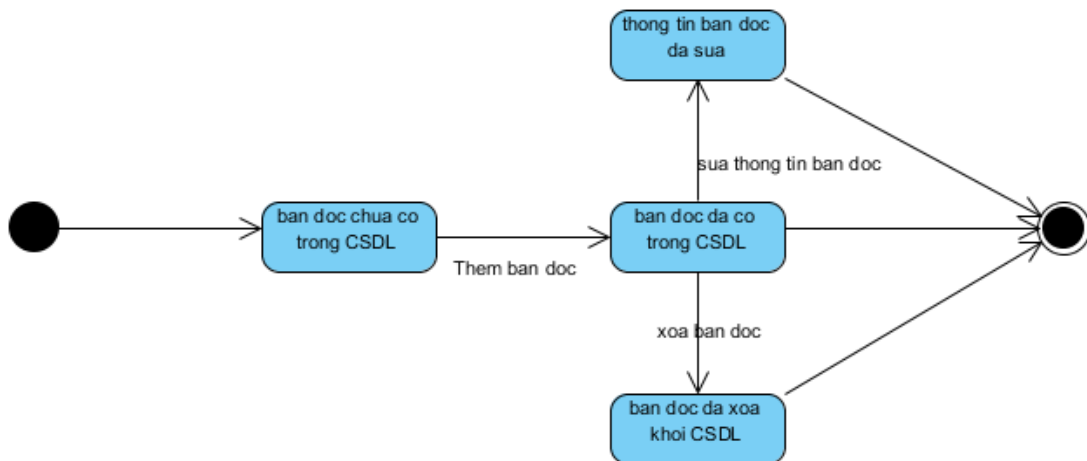 thong tin ban doc
da sua
sua thong tin ban doc
ban doc chua co
trong CSDL
Them ban doc
ban doc da co
trong CSDL
xoa ban doc
ban doc da xoa
khoi CSDL